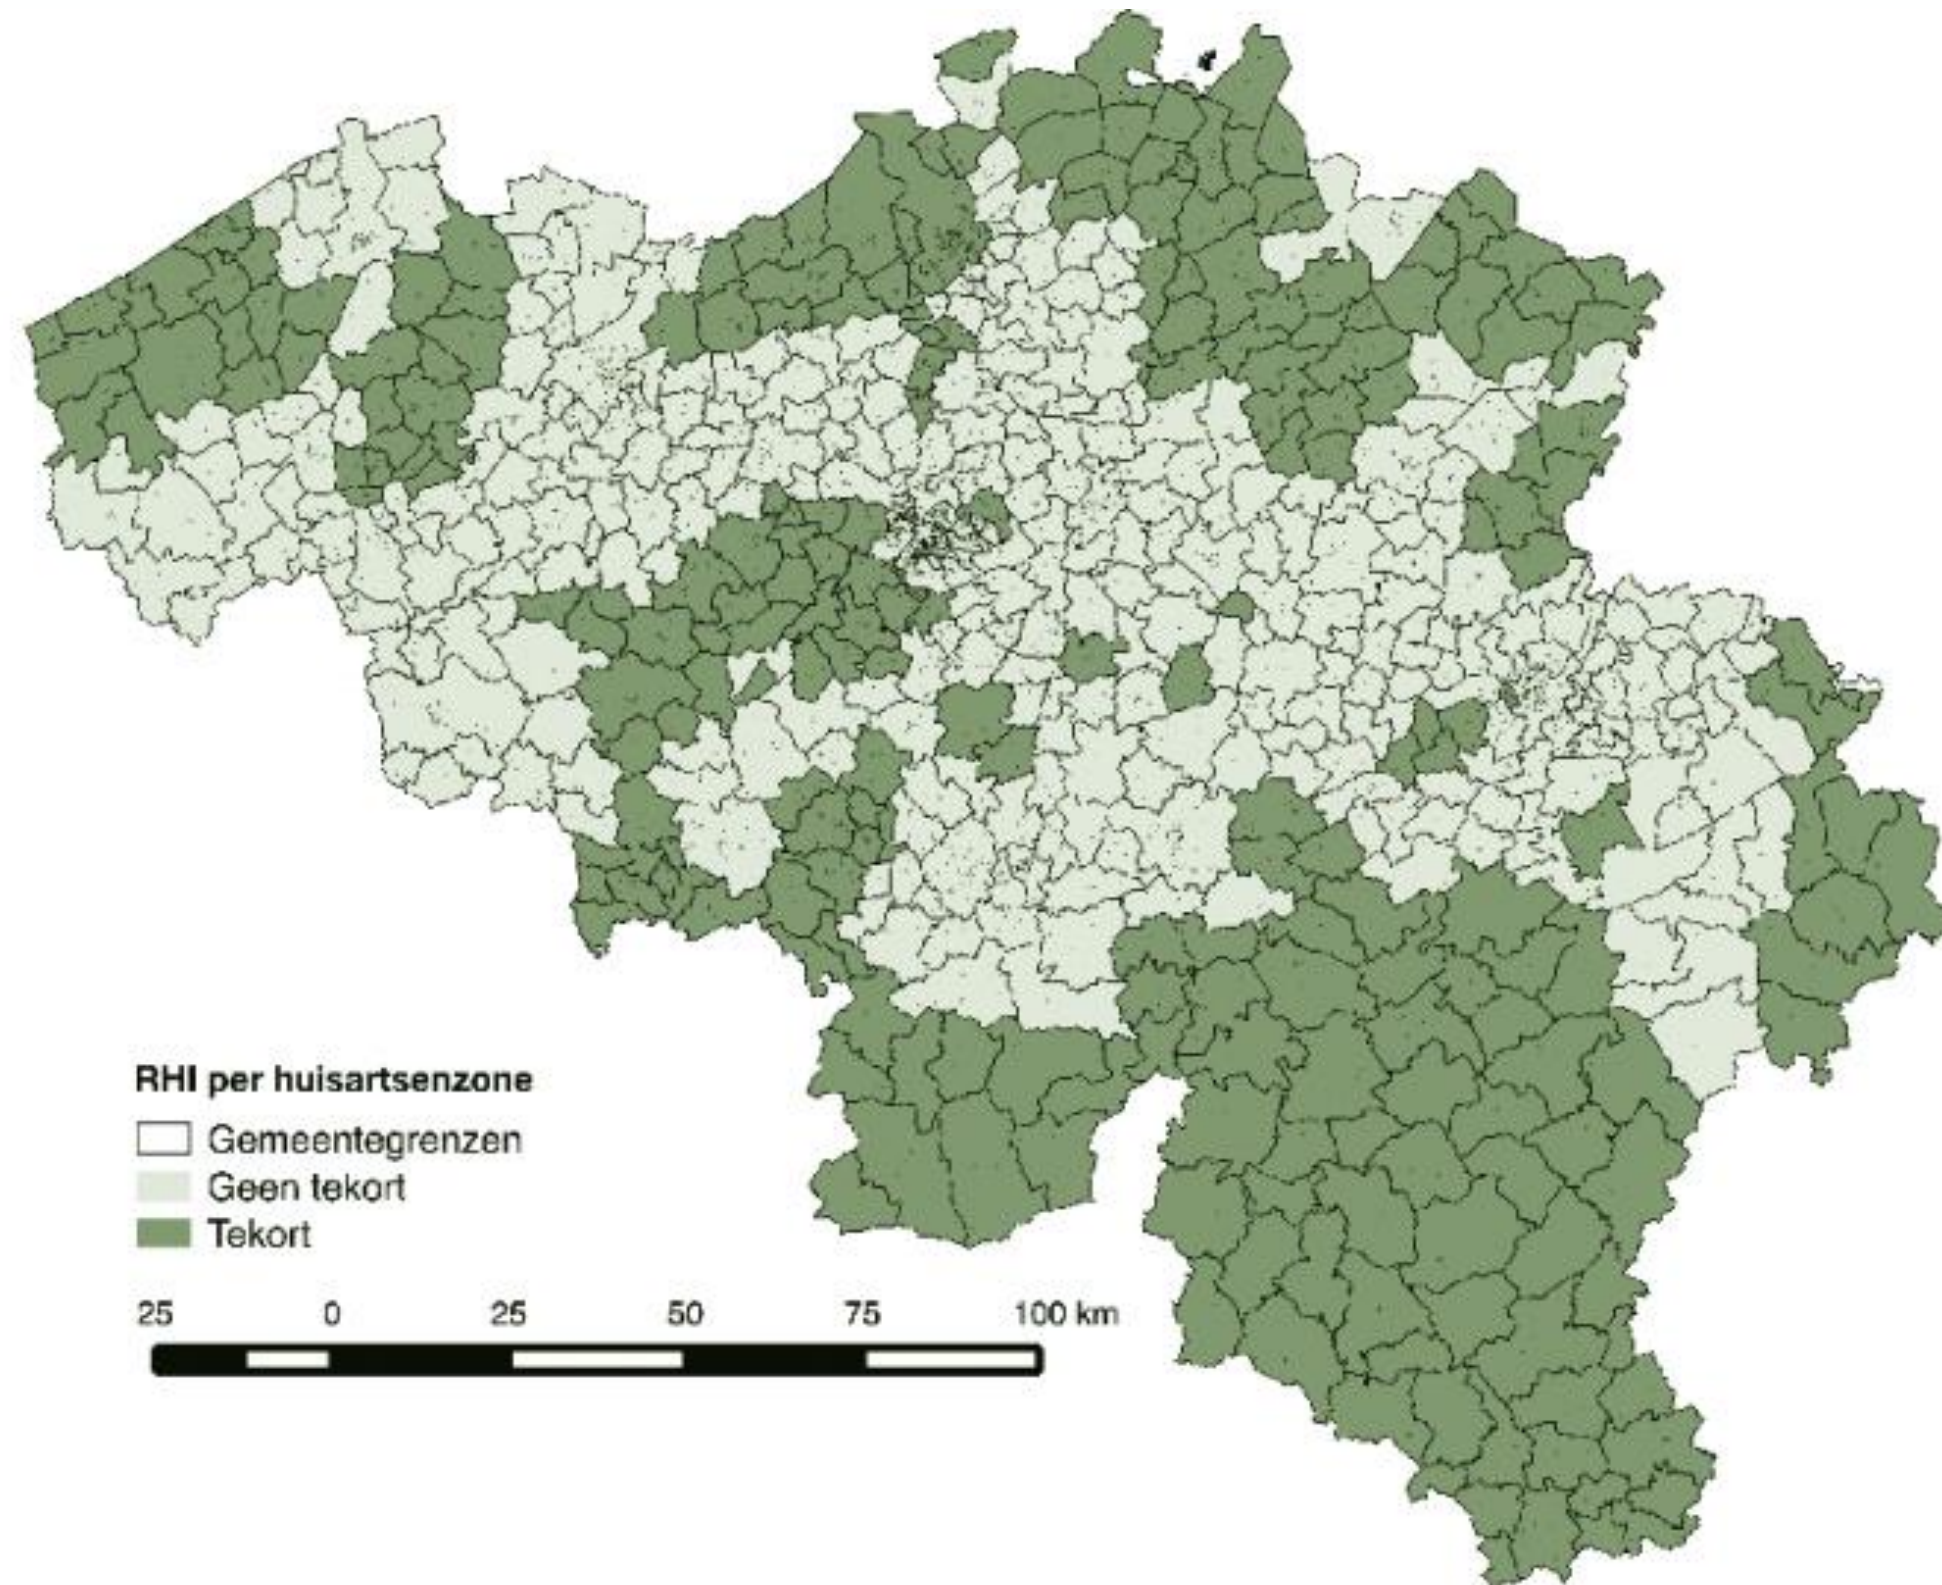 RHI per huisartsenzone
Gemeentegrenzen
Geen tekort
Tekort
25 0 25 50 75 100 km